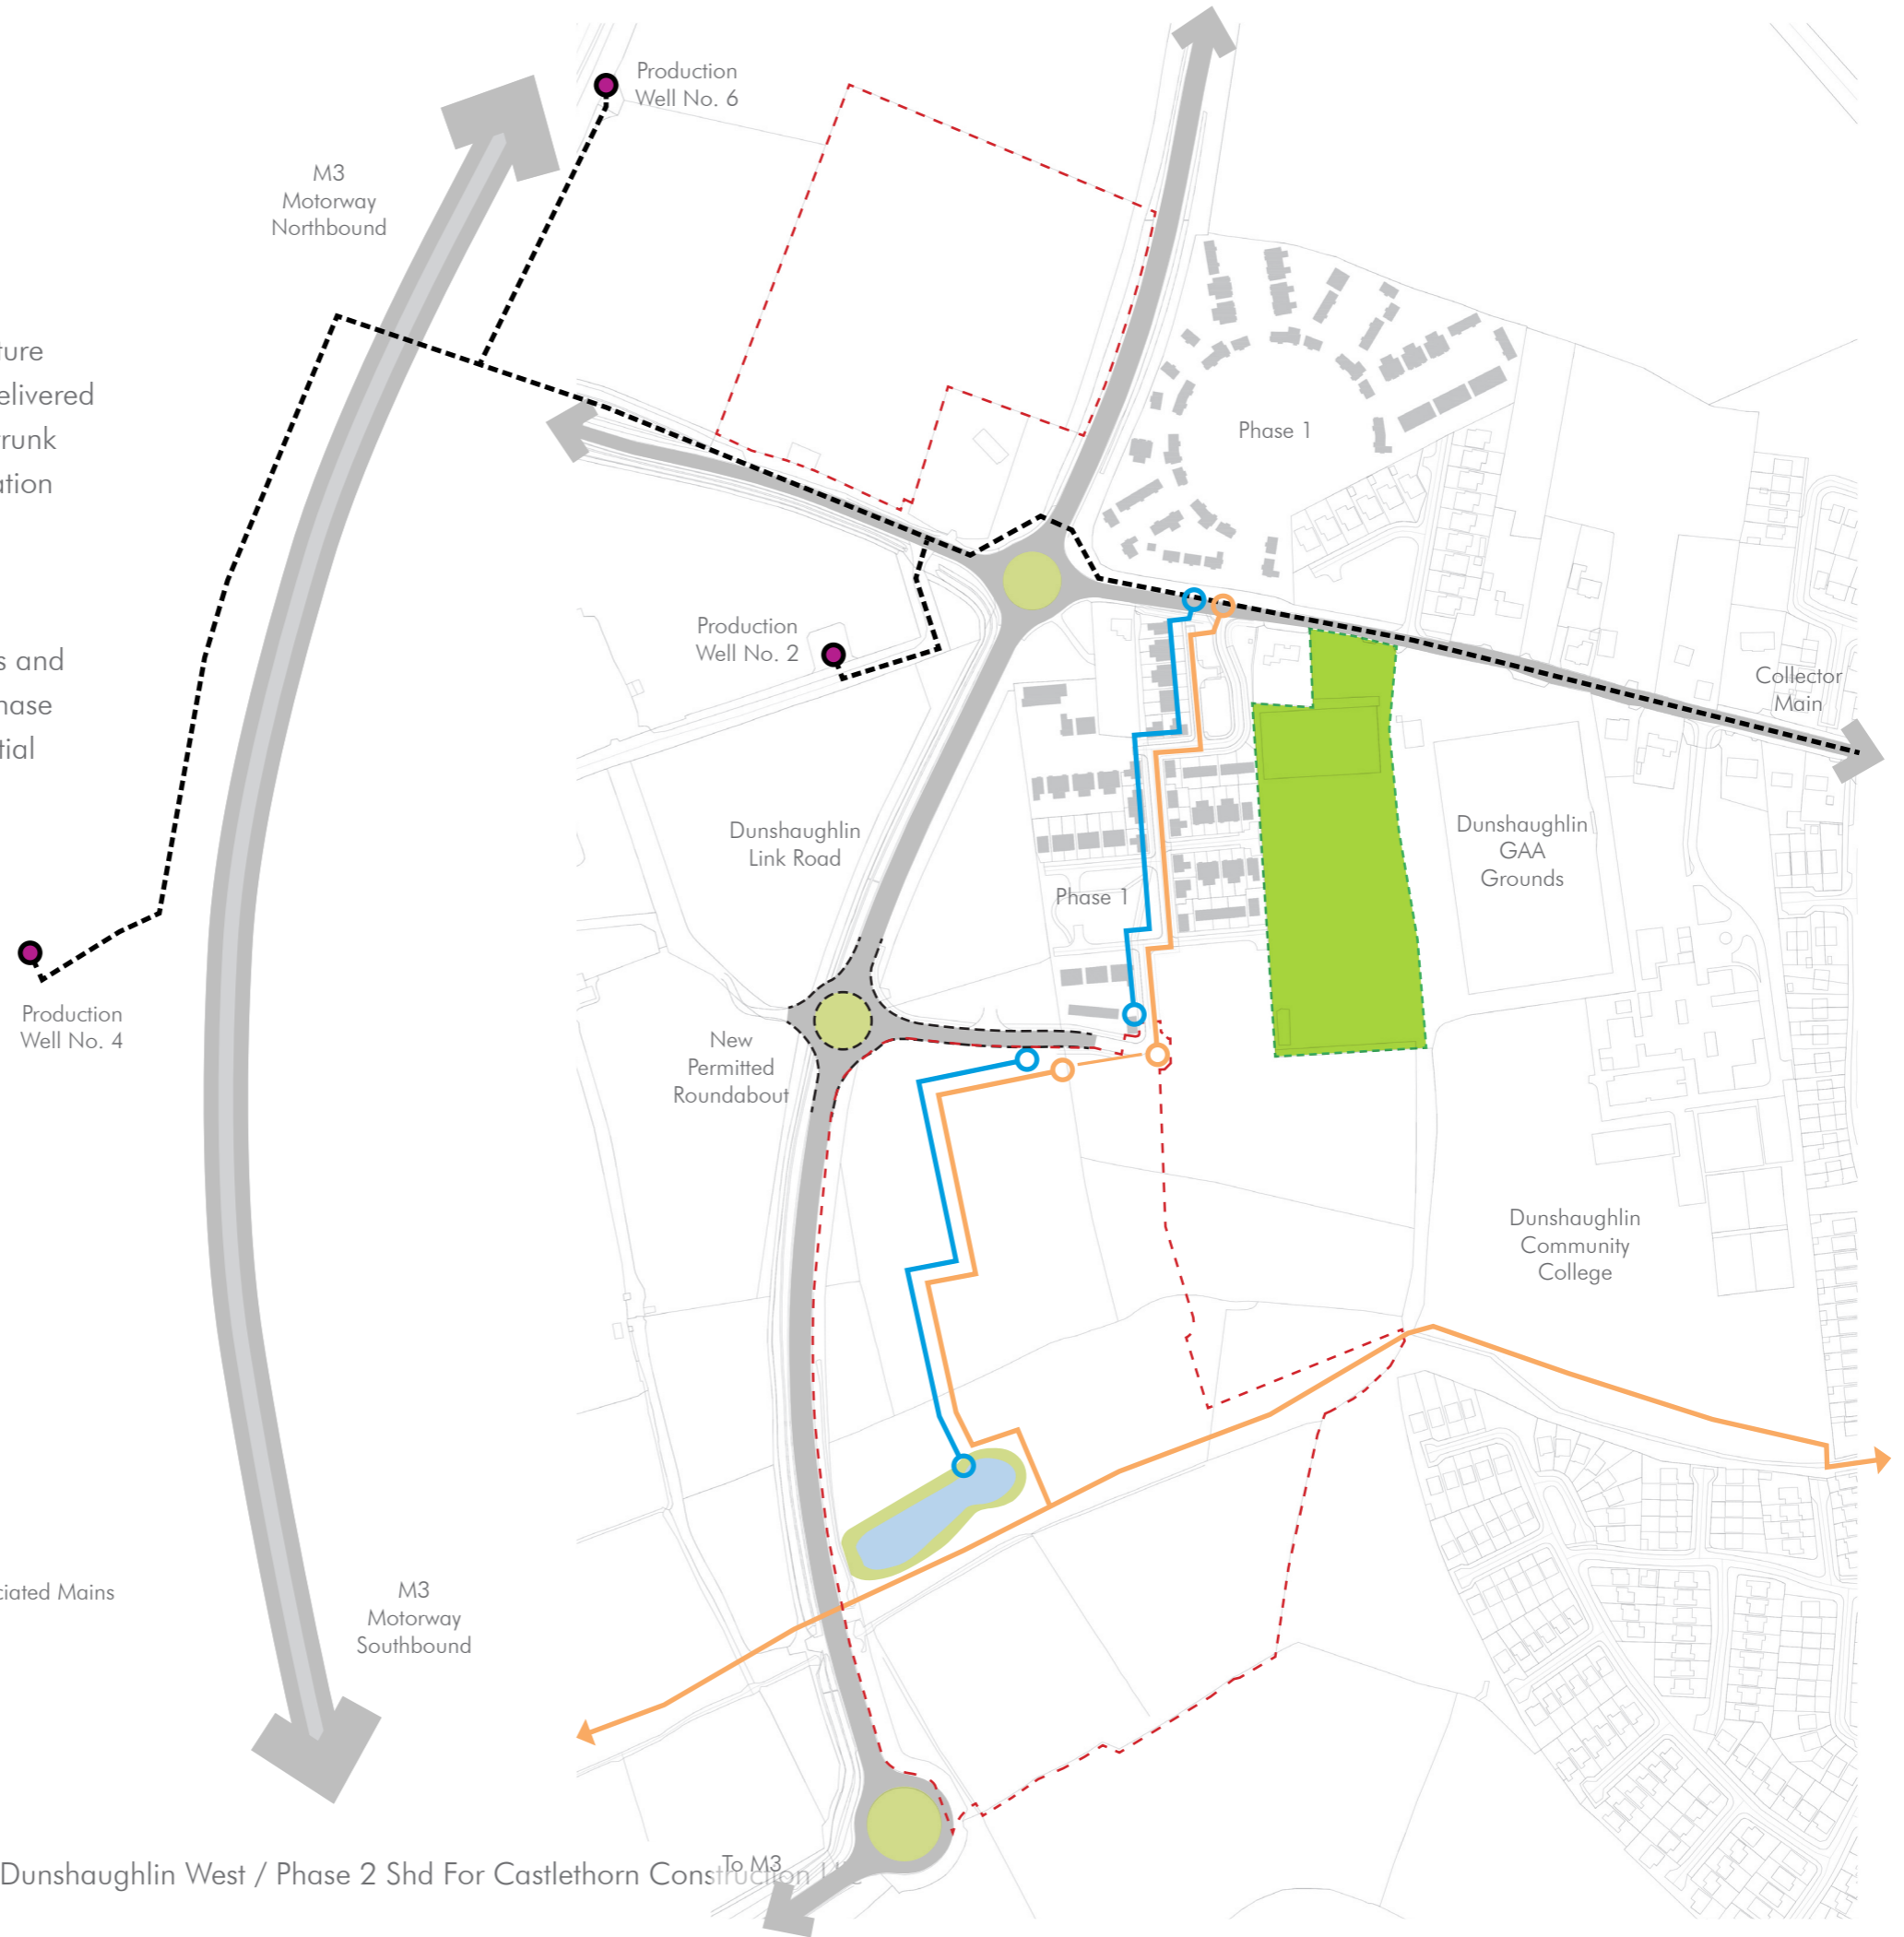 Production
Well No. 6
M3
Motorway
Northbound
ture
elivered
runk
ation
Phase 1
Production
Well No. 2
s and
hase
tial
Collector
Main
Dunshaughlin
Link Road
Dunshaughlin
GAA
Grounds
Phase 1
Production
Well No. 4
New
Permitted
Roundabout
Dunshaughlin
Community
College
ciated Mains
M3
Motorway
Southbound
To M3
Dunshaughlin West / Phase 2 Shd For Castlethorn Construction